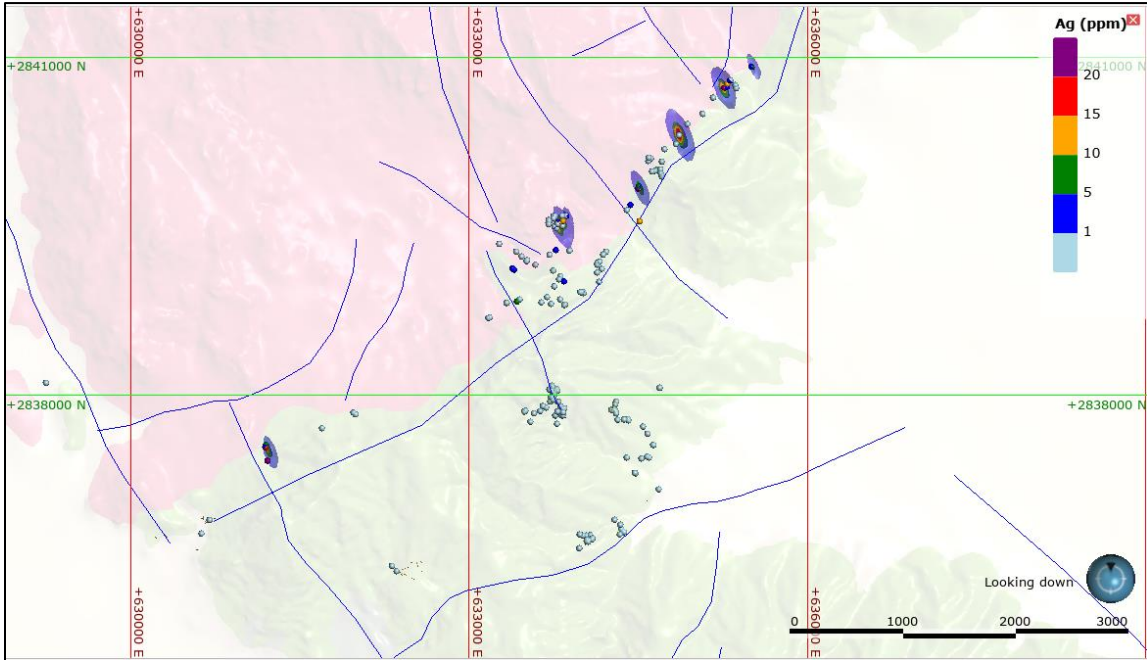 Ag (ppm)
+630000 E
+633000 E
+636000 E
+2841000 N
+2841000 N
20
15
10
5
1
+2838000 N
+2838000 N
Looking down
+630000 E
+633000 E
+636000 E
0
1000
2000
3000